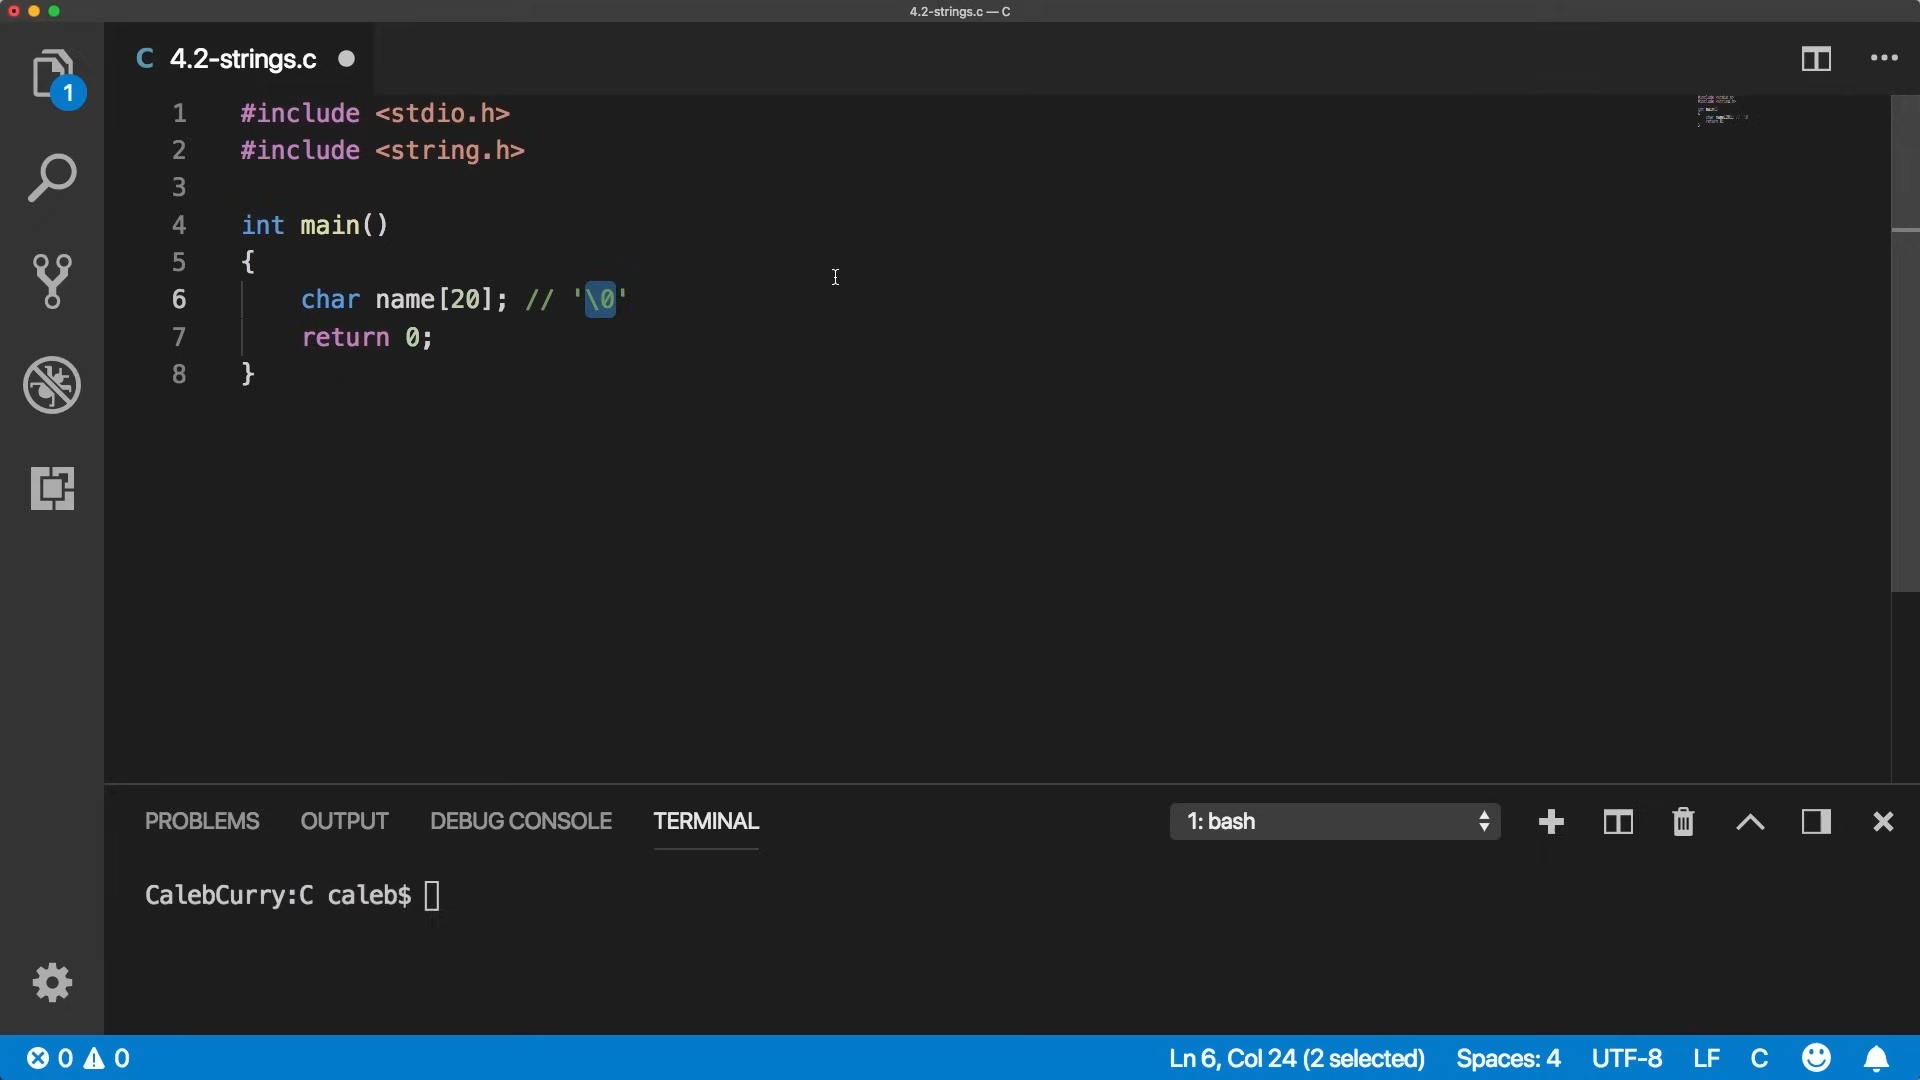 4.2-strings.c — C
C 4.2-strings.c
1
1 #include <stdio.h>
2 #include <string.h>
3
4 int main()
5 {
6     char name[20]; // '\0'
7     return 0;
8 }
PROBLEMS OUTPUT DEBUG CONSOLE TERMINAL 1: bash
CalebCurry:C caleb$
0 0 Ln 6, Col 24 (2 selected) Spaces: 4 UTF-8 LF C